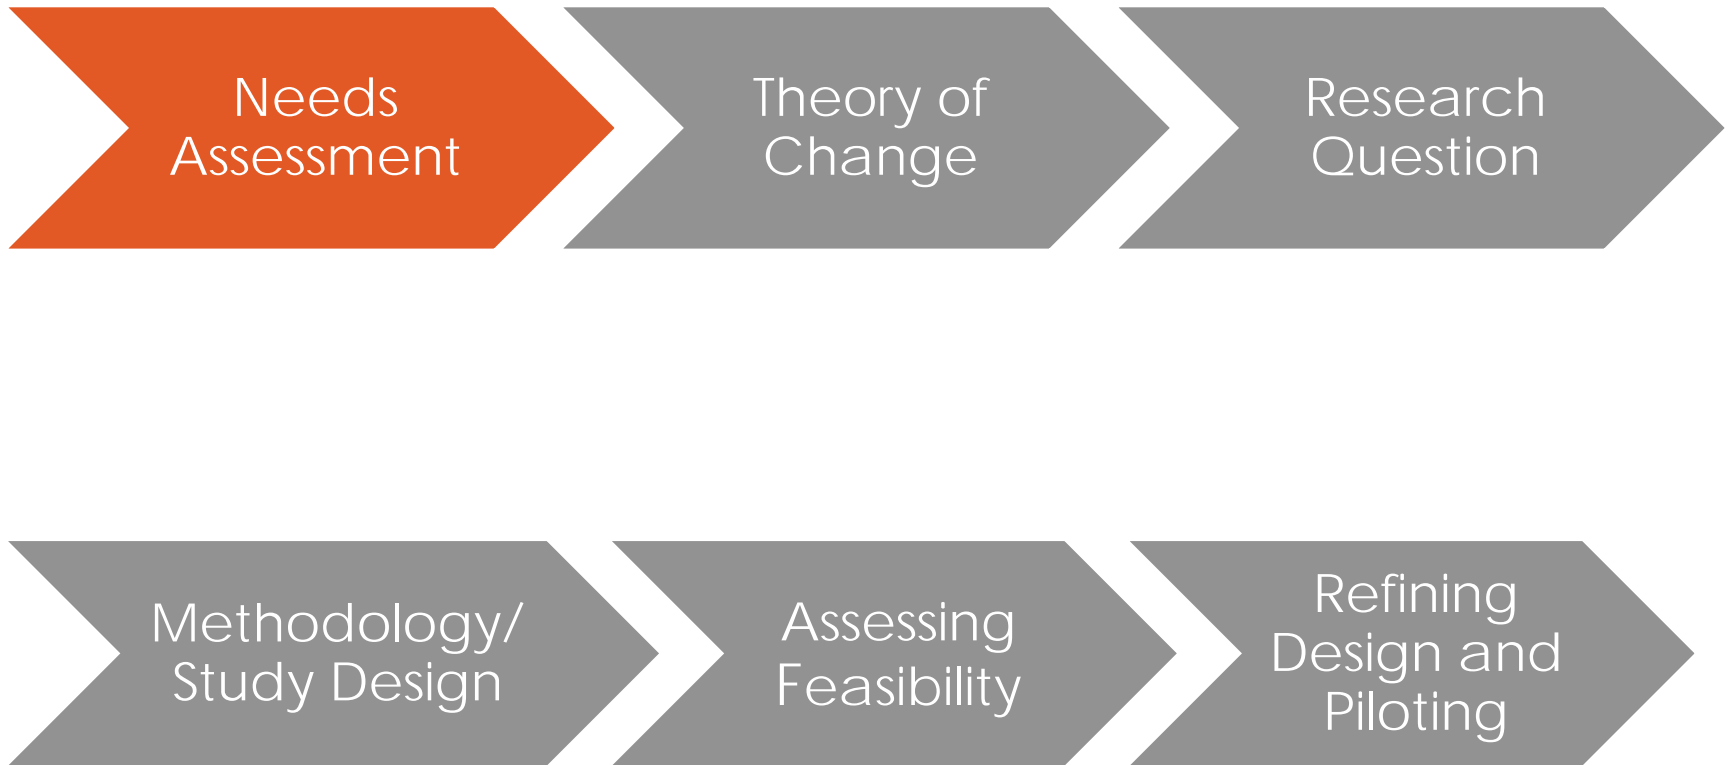 Needs
Assessment
Theory of
Change
Research
Question
Methodology/
Study Design
Assessing
Feasibility
Refining
Design and
Piloting